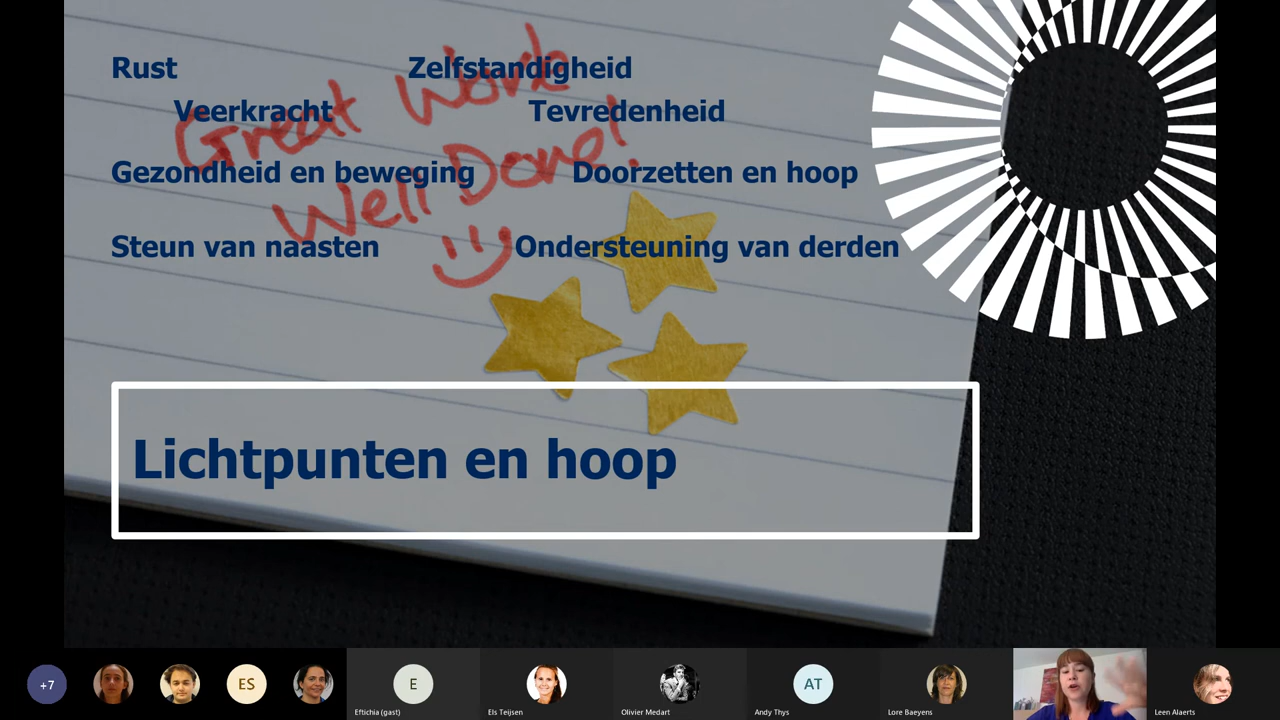 Rust Zelfstandigheid
Veerkracht Tevredenheid
Great Work
Well Done!
Gezondheid en beweging Doorzetten en hoop
Steun van naasten Ondersteuning van derden
Lichtpunten en hoop
+7
ES
E
AT
Eftichia (gast)
Els Teijsen
Olivier Medart
Andy Thys
Lore Baeyens
Leen Alaerts